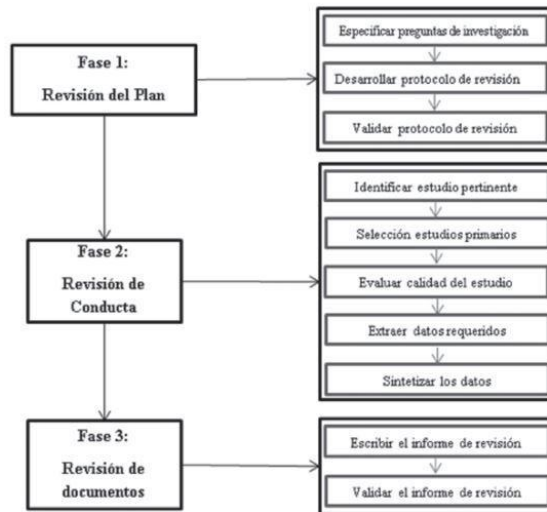 Fase 1:
Revisión del Plan
Especificar preguntas de investigación
Desarrollar protocolo de revisión
Validar protocolo de revisión
Fase 2:
Revisión de
Conducta
Identificar estudio pertinente
Selección estudios primarios
Evaluar calidad del estudio
Extraer datos requeridos
Sintetizar los datos
Fase 3:
Revisión de
documentos
Escribir el informe de revisión
Validar el informe de revisión